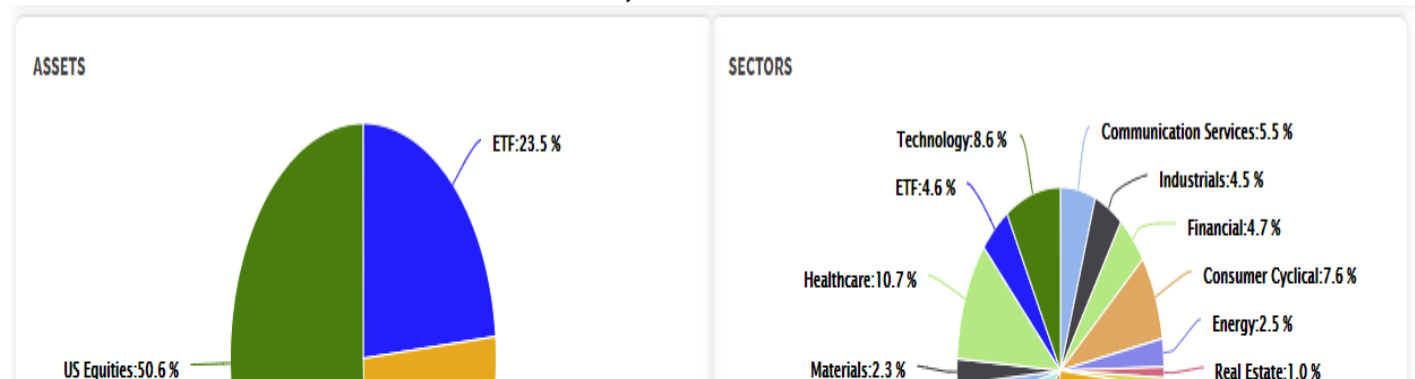 ASSETS
ETF:23.5 %
US Equities:50.6 %
SECTORS
Technology:8.6 %
Communication Services:5.5 %
ETF:4.6 %
Industrials:4.5 %
Financial:4.7 %
Healthcare:10.7 %
Consumer Cyclical:7.6 %
Energy:2.5 %
Materials:2.3 %
Real Estate:1.0 %